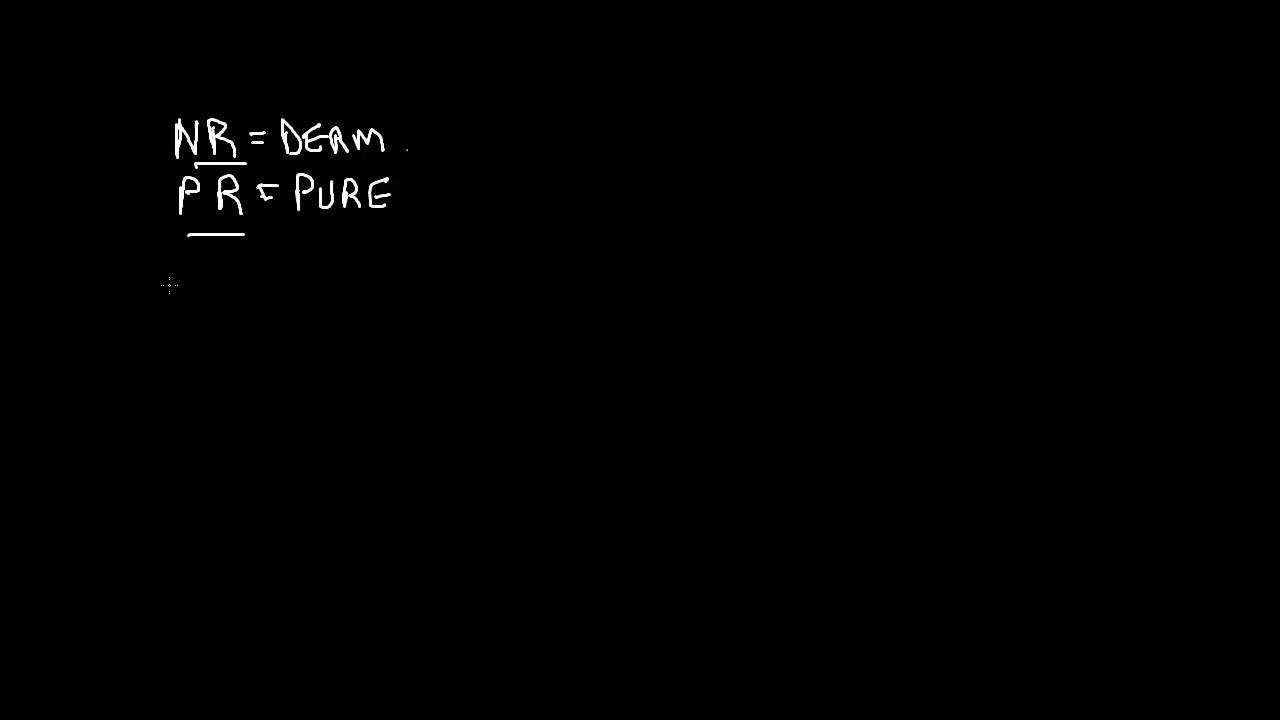 NR = DERM
PR = PURE